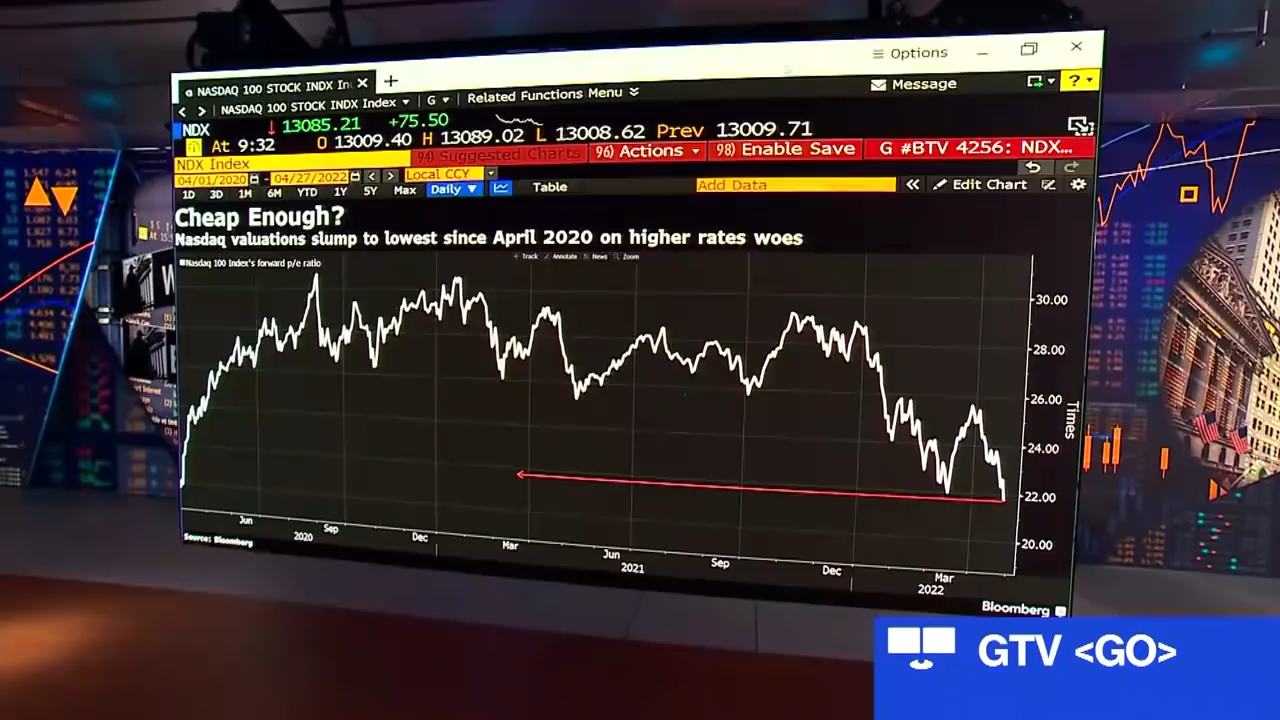 Options
NASDAQ 100 STOCK INDX In
NASDAQ 100 STOCK INDX Index G Related Functions Menu Message ?
NDX 13085.21 +75.50
At 9:32 O 13009.40 H 13089.02 L 13008.62 Prev 13009.71
NDX Index 94) Suggested Charts 96) Actions 98) Enable Save G #BTV 4256: NDX...
04/01/2020 - 04/27/2022 Local CCY
1D 3D 1M 6M YTD 1Y 5Y Max Daily Table Add Data Edit Chart
Cheap Enough?
Nasdaq valuations slump to lowest since April 2020 on higher rates woes
Track Annotate News Zoom
Nasdaq 100 Index's forward p/e ratio
30.00
28.00
26.00
24.00
22.00
20.00
Times
Jun Sep Dec Mar Jun Sep Dec Mar
2020 2021 2022
Source: Bloomberg
Bloomberg
GTV <GO>